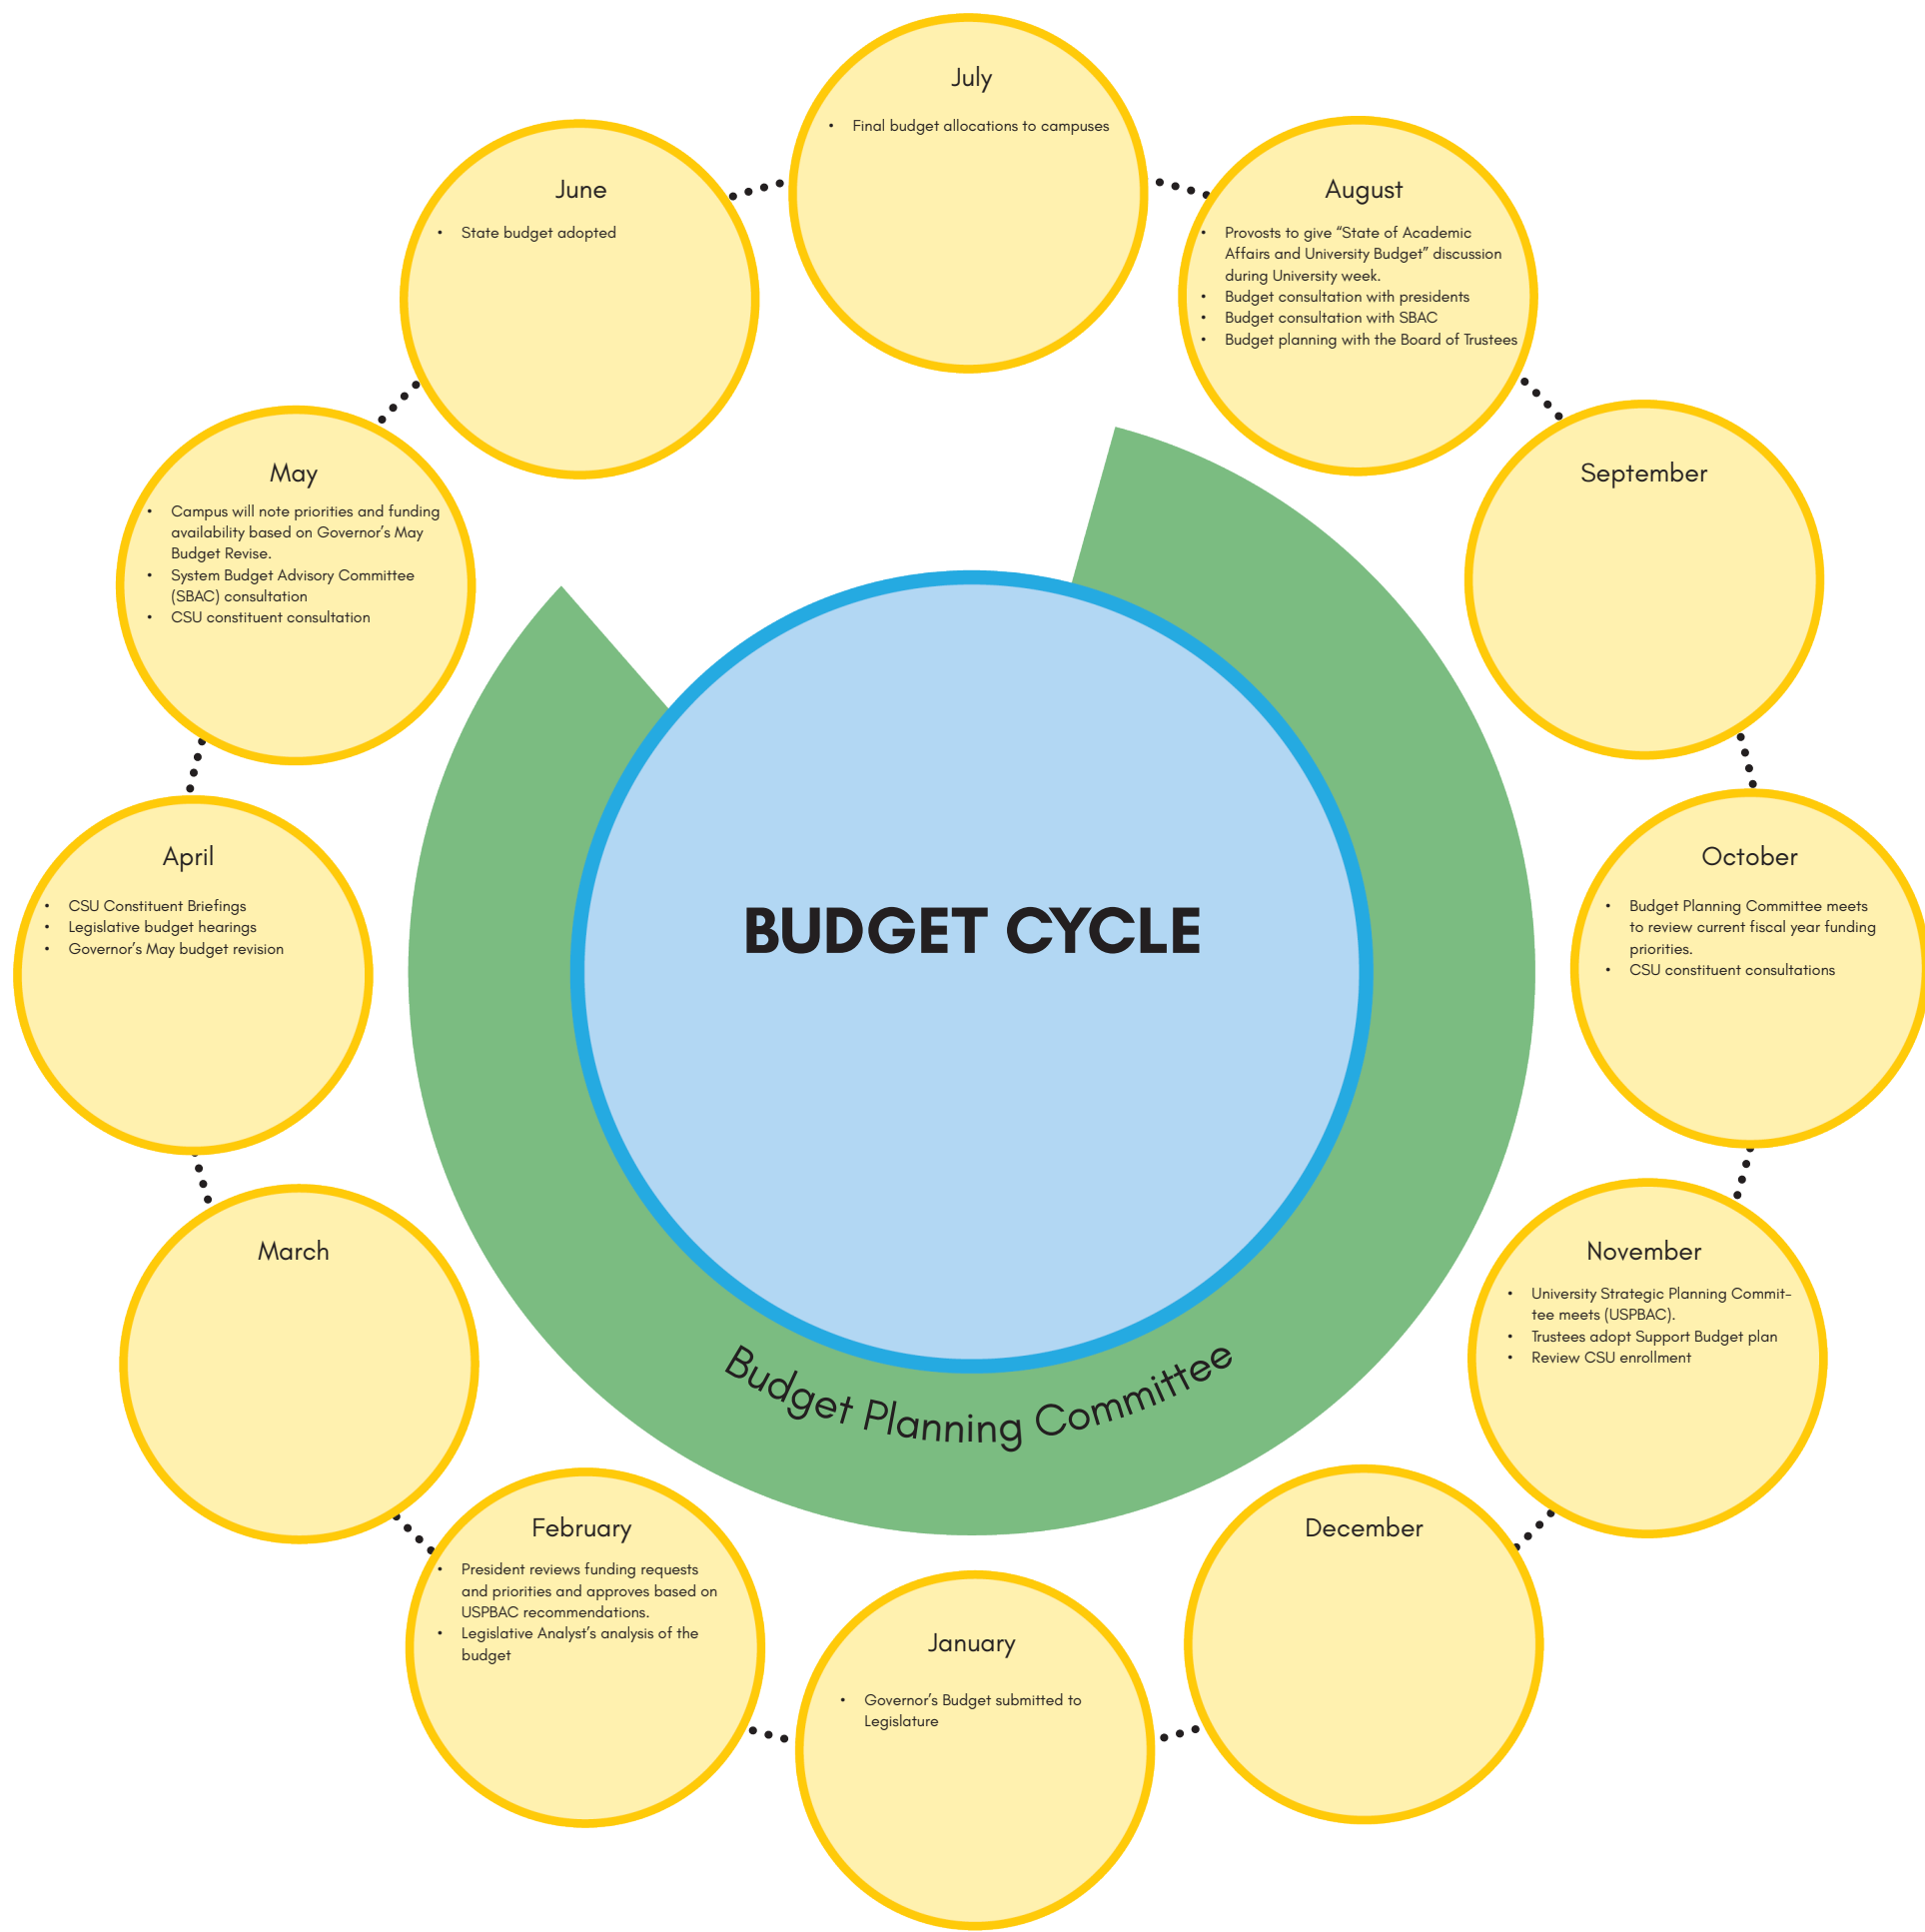 July
• Final budget allocations to campuses
August
• Provosts to give “State of Academic
Affairs and University Budget” discussion
during University week.
• Budget consultation with presidents
• Budget consultation with SBAC
• Budget planning with the Board of Trustees
September
October
• Budget Planning Committee meets
to review current fiscal year funding
priorities.
• CSU constituent consultations
November
• University Strategic Planning Commit-
tee meets (USPBAC).
• Trustees adopt Support Budget plan
• Review CSU enrollment
December
January
• Governor’s Budget submitted to
Legislature
February
• President reviews funding requests
and priorities and approves based on
USPBAC recommendations.
• Legislative Analyst’s analysis of the
budget
March
April
• CSU Constituent Briefings
• Legislative budget hearings
• Governor’s May budget revision
May
• Campus will note priorities and funding
availability based on Governor’s May
Budget Revise.
• System Budget Advisory Committee
(SBAC) consultation
• CSU constituent consultation
June
• State budget adopted
BUDGET CYCLE
Budget Planning Committee